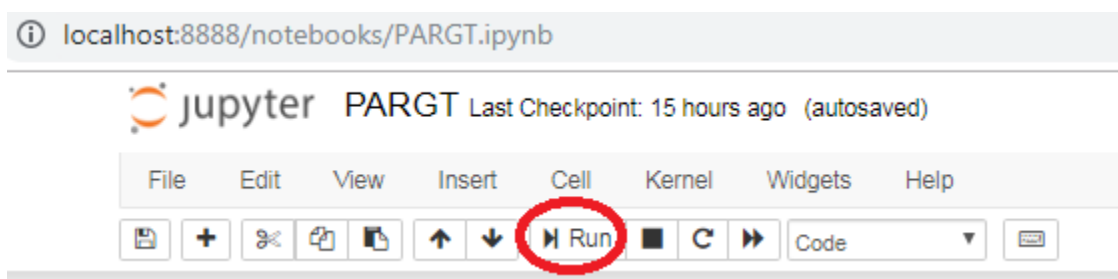 localhost:8888/notebooks/PARGT.ipynb
jupyter PARGT Last Checkpoint: 15 hours ago (autosaved)
File Edit View Insert Cell Kernel Widgets Help
Run Code